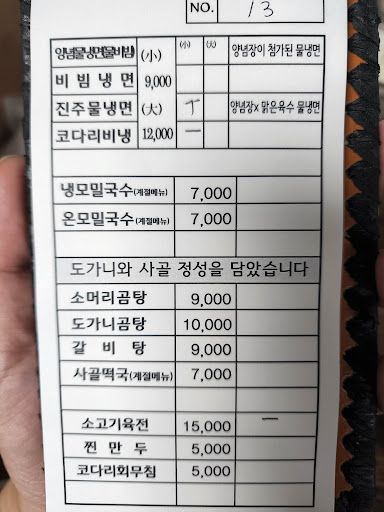 NO. 13
양념물냉면(물비빔) (小) (小) (大) 양념장이 첨가된 물냉면
비빔냉면 9,000
진주물냉면 (大) ㅜ 양념장x 맑은육수 물냉면
코다리비냉 12,000 一
냉모밀국수(계절메뉴) 7,000
온모밀국수(계절메뉴) 7,000
도가니와 사골 정성을 담았습니다
소머리곰탕 9,000
도가니곰탕 10,000
갈비탕 9,000
사골떡국(계절메뉴) 7,000
소고기육전 15,000 一
찐만두 5,000
코다리회무침 5,000